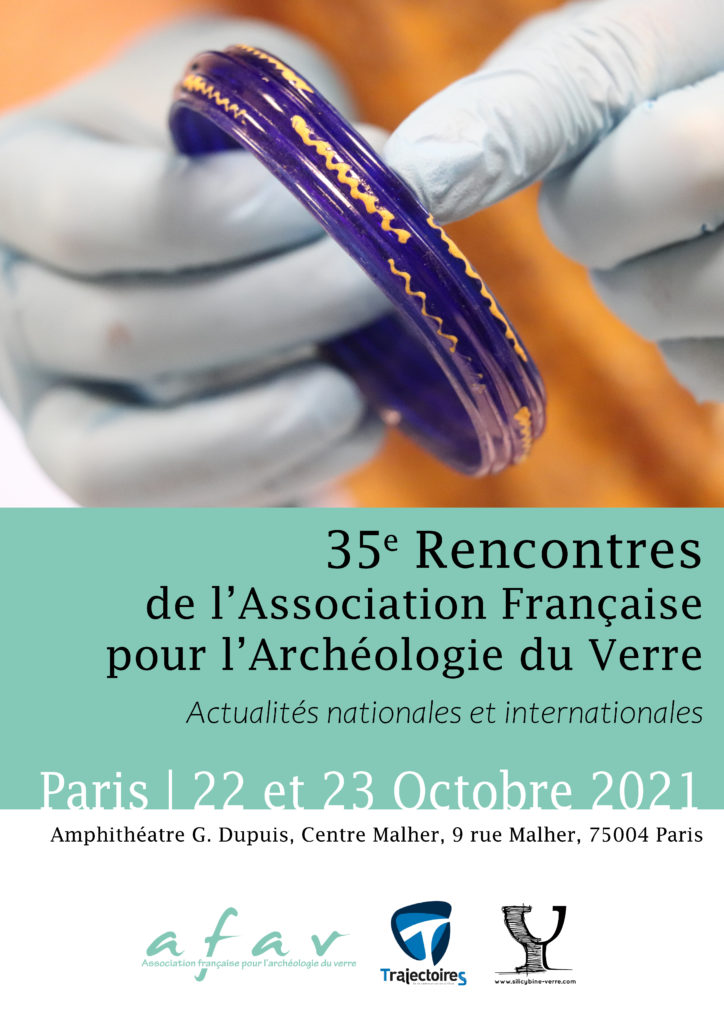 35e Rencontres
de l’Association Française
pour l’Archéologie du Verre
Actualités nationales et internationales
Paris | 22 et 23 Octobre 2021
Amphithéatre G. Dupuis, Centre Malher, 9 rue Malher, 75004 Paris
afav
Association française pour l'archéologie du verre
TrajectoireS
www.silicybine-verre.com